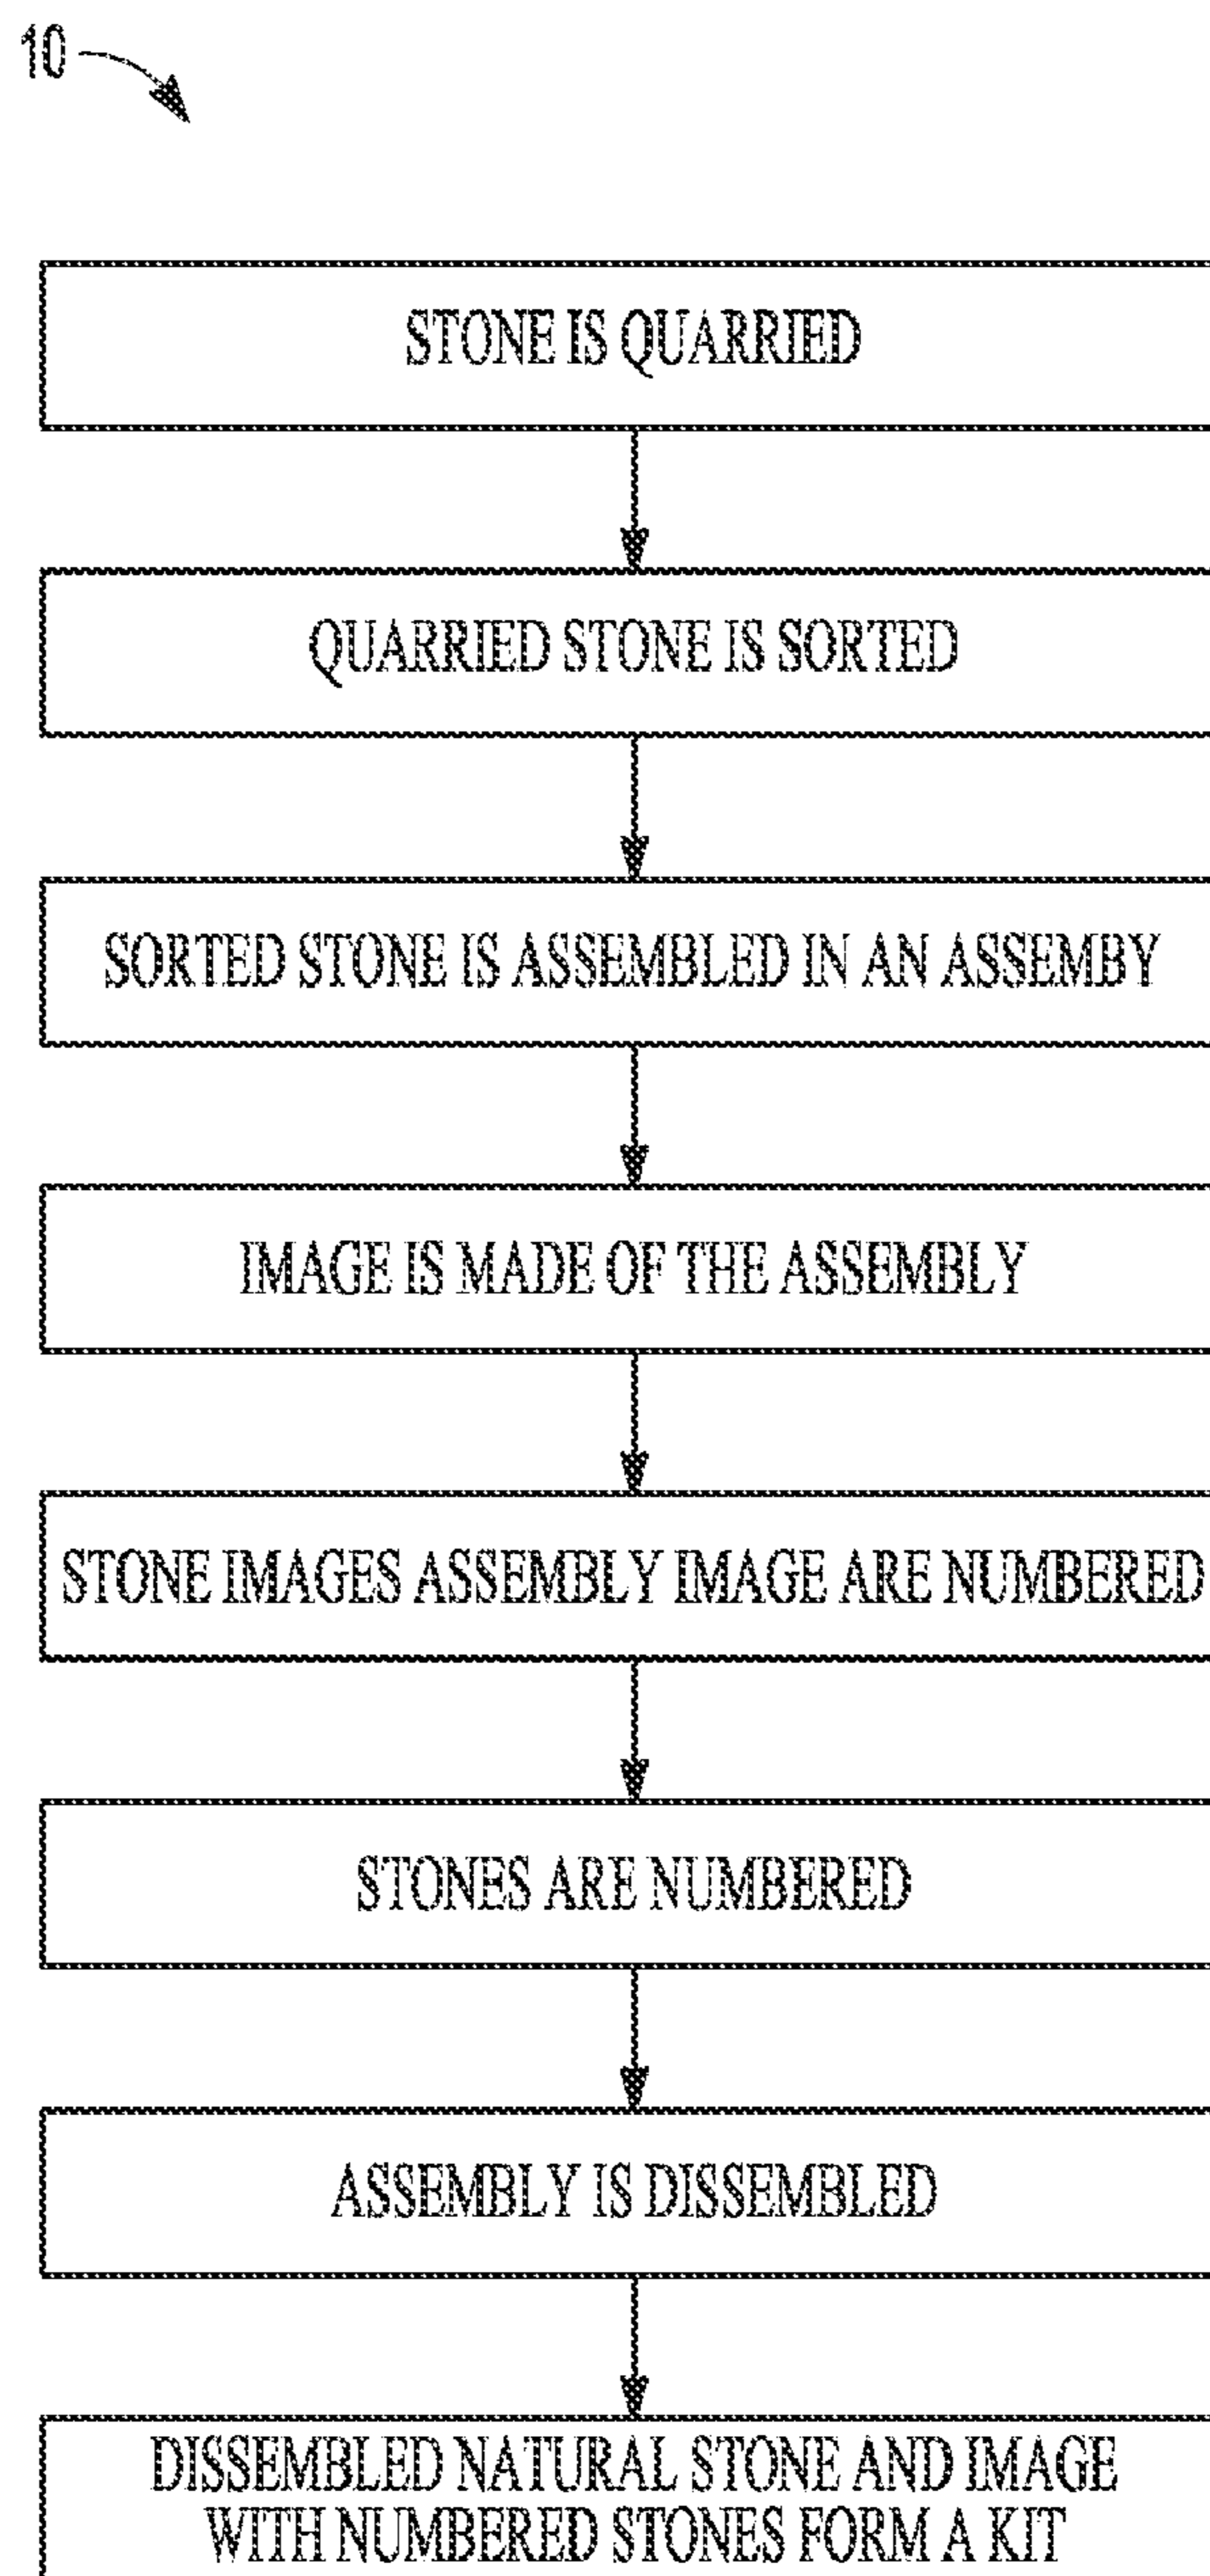 10
STONE IS QUARRIED
QUARRIED STONE IS SORTED
SORTED STONE IS ASSEMBLED IN AN ASSEMBY
IMAGE IS MADE OF THE ASSEMBLY
STONE IMAGES ASSEMBLY IMAGE ARE NUMBERED
STONES ARE NUMBERED
ASSEMBLY IS DISSEMBLED
DISSEMBLED NATURAL STONE AND IMAGE
WITH NUMBERED STONES FORM A KIT